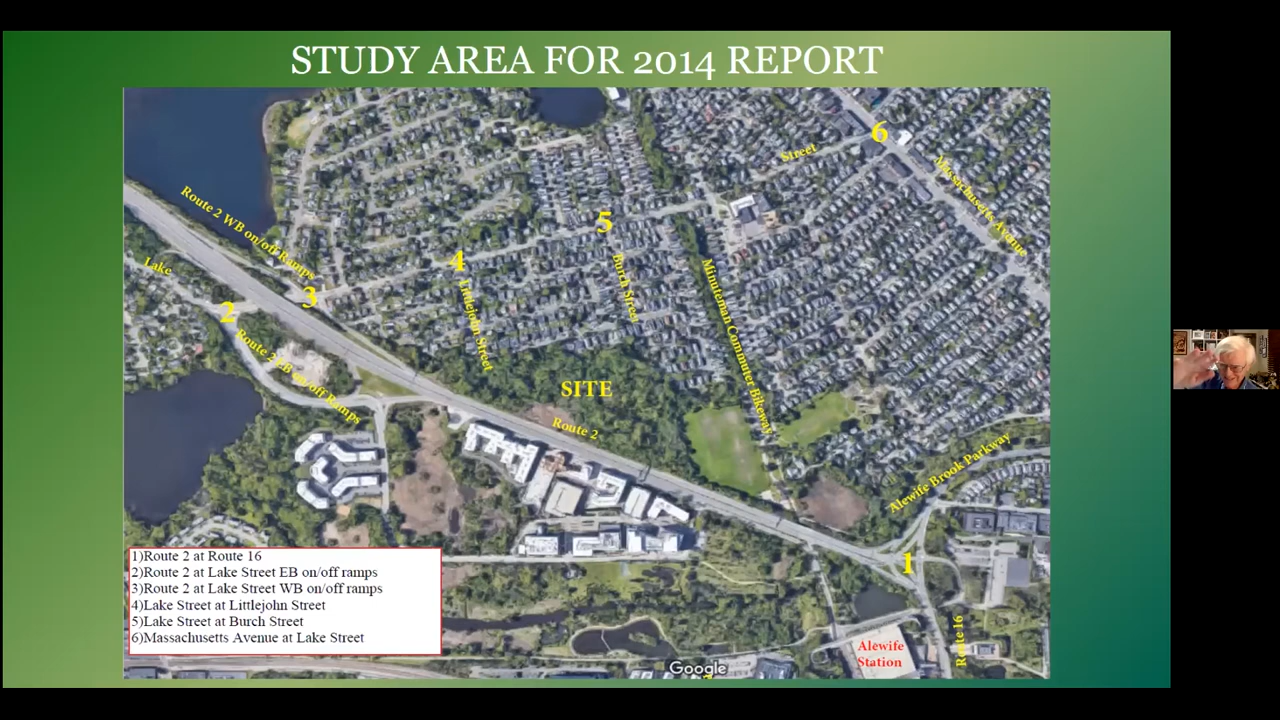 STUDY AREA FOR 2014 REPORT
6
Street
Massachusetts Avenue
Route 2 WB on/off Ramps
5
Lake
4
Burch Street
Minuteman Commuter Bikeway
3
2
Littlejohn Street
Route 2 EB on/off Ramps
SITE
Route 2
Alewife Brook Parkway
1
1)Route 2 at Route 16
2)Route 2 at Lake Street EB on/off ramps
3)Route 2 at Lake Street WB on/off ramps
4)Lake Street at Littlejohn Street
5)Lake Street at Burch Street
6)Massachusetts Avenue at Lake Street
Route 16
Alewife
Station
Google